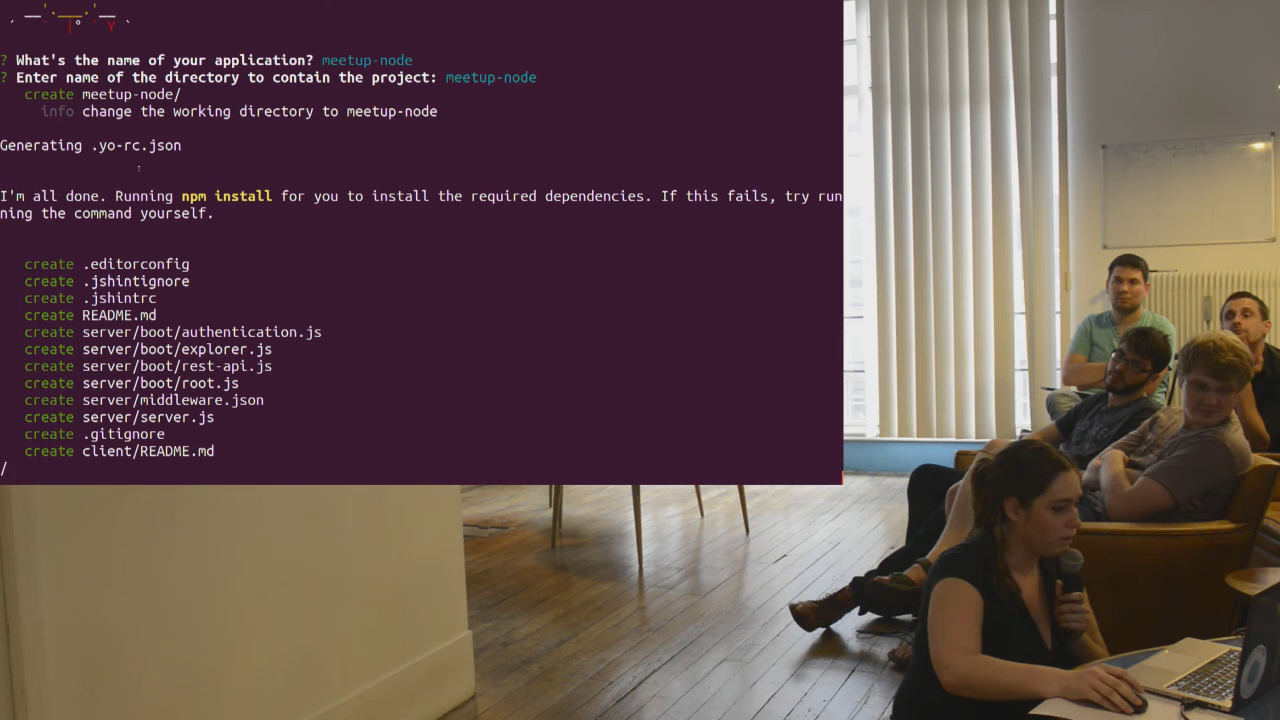 ? What's the name of your application? meetup-node
? Enter name of the directory to contain the project: meetup-node
create meetup-node/
info change the working directory to meetup-node
Generating .yo-rc.json
I'm all done. Running npm install for you to install the required dependencies. If this fails, try run
ning the command yourself.
create .editorconfig
create .jshintignore
create .jshintrc
create README.md
create server/boot/authentication.js
create server/boot/explorer.js
create server/boot/rest-api.js
create server/boot/root.js
create server/middleware.json
create server/server.js
create .gitignore
create client/README.md
/